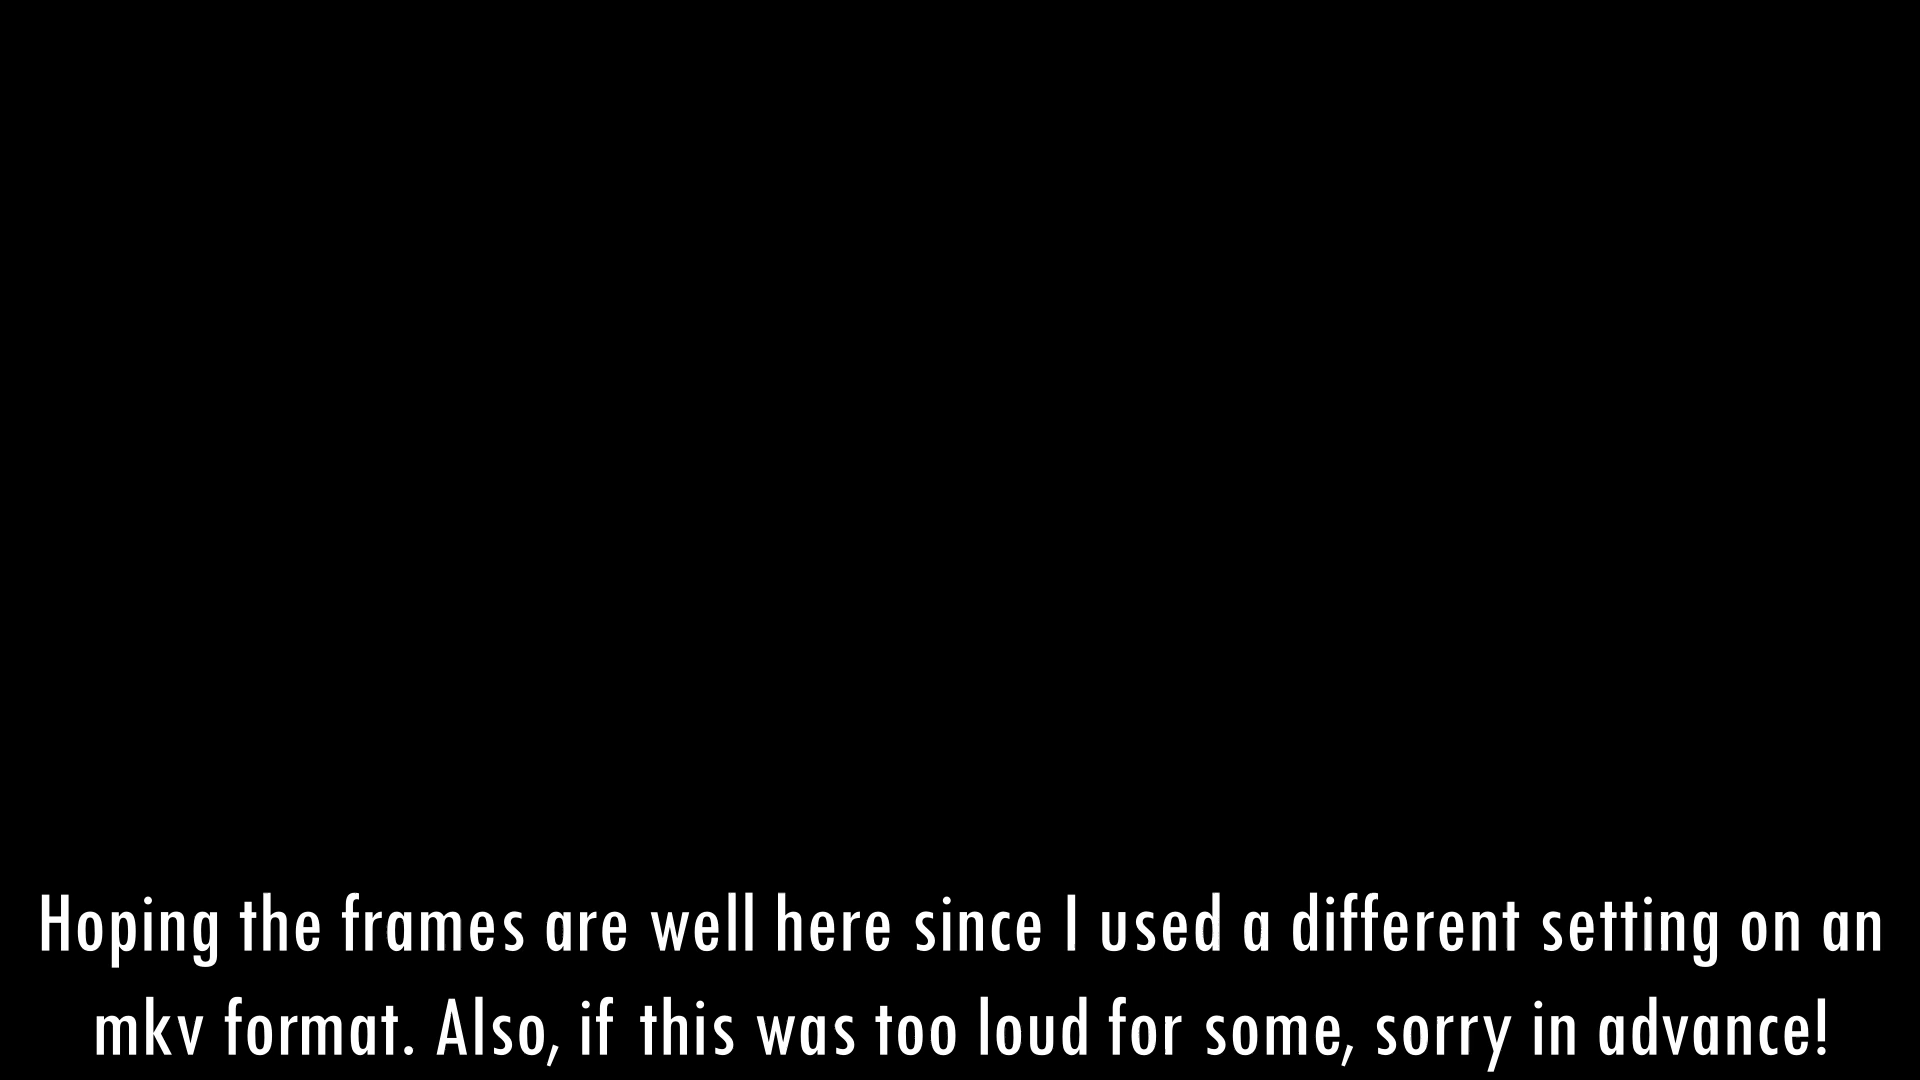 Hoping the frames are well here since I used a different setting on an
mkv format. Also, if this was too loud for some, sorry in advance!